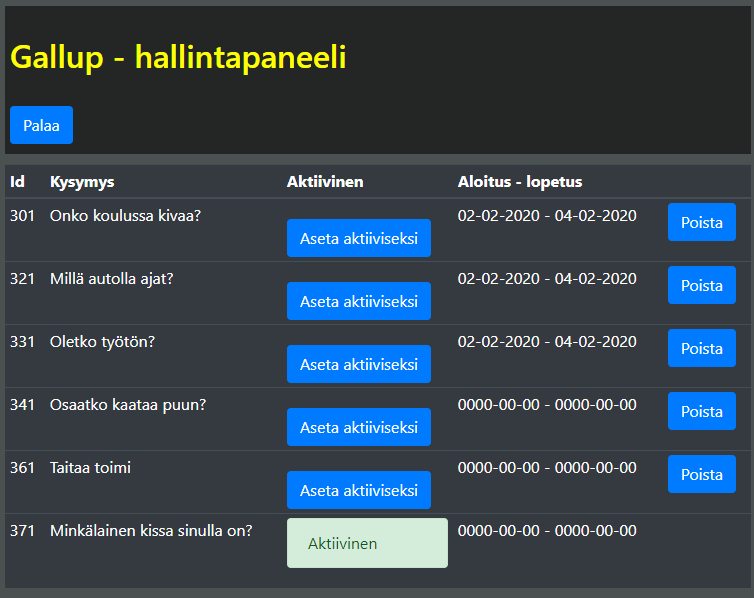 Gallup - hallintapaneeli
Palaa
Id Kysymys Aktiivinen Aloitus - lopetus
301 Onko koulussa kivaa? Aseta aktiiviseksi 02-02-2020 - 04-02-2020 Poista
321 Millä autolla ajat? Aseta aktiiviseksi 02-02-2020 - 04-02-2020 Poista
331 Oletko työtön? Aseta aktiiviseksi 02-02-2020 - 04-02-2020 Poista
341 Osaatko kaataa puun? Aseta aktiiviseksi 0000-00-00 - 0000-00-00 Poista
361 Taitaa toimi Aseta aktiiviseksi 0000-00-00 - 0000-00-00 Poista
371 Minkälainen kissa sinulla on? Aktiivinen 0000-00-00 - 0000-00-00